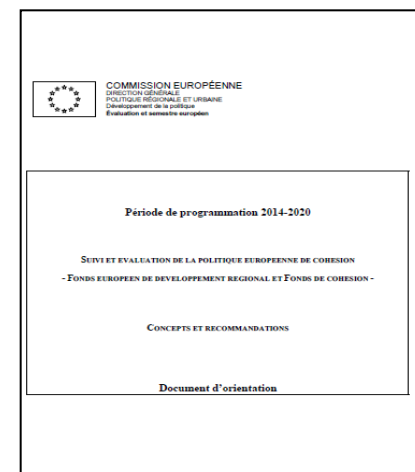 COMMISSION EUROPÉENNE
DIRECTION GÉNÉRALE
POLITIQUE RÉGIONALE ET URBAINE
Développement de la politique
Évaluation et semestre européen
Période de programmation 2014-2020
SUIVI ET EVALUATION DE LA POLITIQUE EUROPEENNE DE COHESION
- FONDS EUROPEEN DE DEVELOPPEMENT REGIONAL ET FONDS DE COHESION -
CONCEPTS ET RECOMMANDATIONS
Document d'orientation